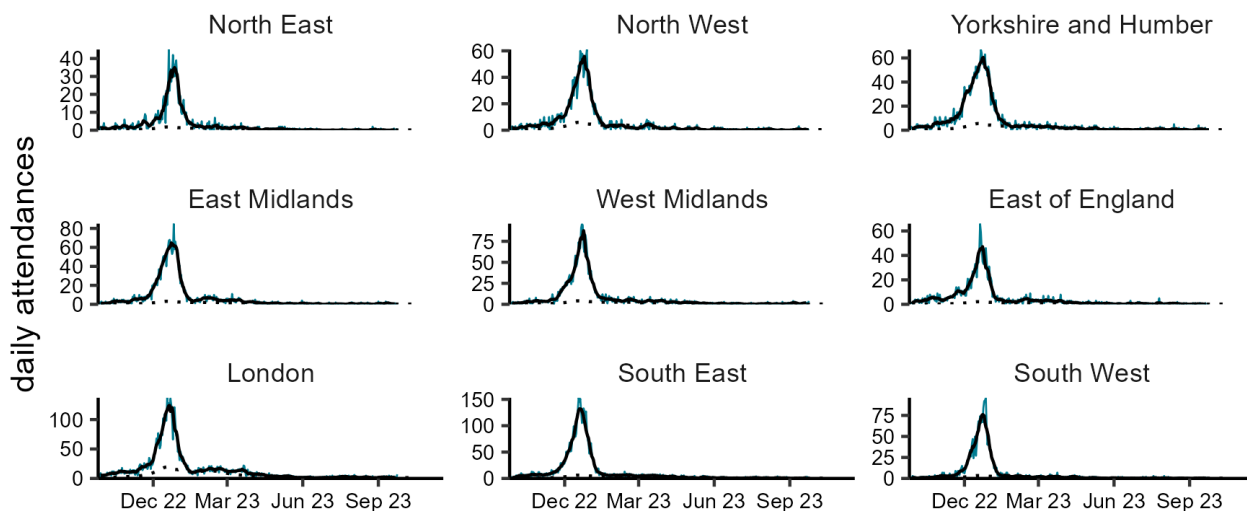 North East
North West
Yorkshire and Humber
40
30
20
10
0
60
40
20
0
60
40
20
0
daily attendances
East Midlands
West Midlands
East of England
80
60
40
20
0
75
50
25
0
60
40
20
0
London
South East
South West
100
50
0
150
100
50
0
75
50
25
0
Dec 22 Mar 23 Jun 23 Sep 23
Dec 22 Mar 23 Jun 23 Sep 23
Dec 22 Mar 23 Jun 23 Sep 23